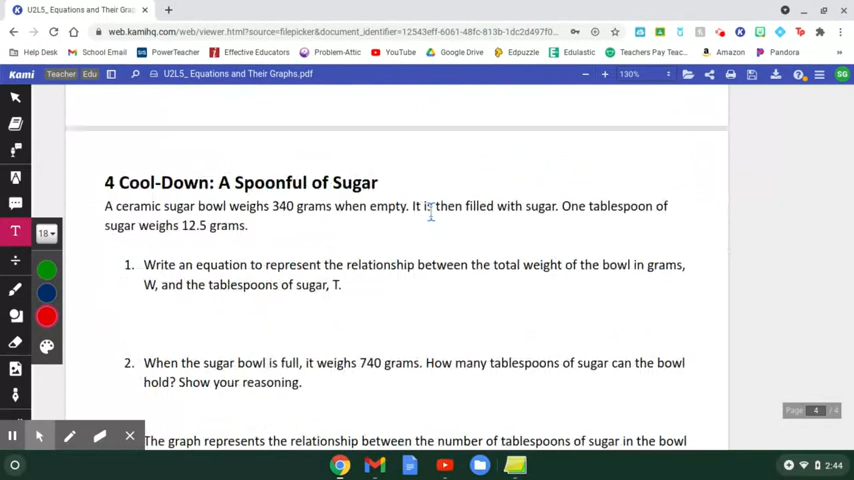 U2L5_ Equations and Their Graph
web.kamihq.com/web/viewer.html?source=filepicker&document_identifier=12543eff-6061-48fc-813b-1dc2d497f0...
Help Desk School Email PowerTeacher Effective Educators Problem-Attic YouTube Google Drive Edpuzzle Edulastic Teachers Pay Teac... Amazon Pandora
Kami Teacher Edu U2L5_ Equations and Their Graphs.pdf 130% SG
4 Cool-Down: A Spoonful of Sugar
A ceramic sugar bowl weighs 340 grams when empty. It is then filled with sugar. One tablespoon of
sugar weighs 12.5 grams.
18
1. Write an equation to represent the relationship between the total weight of the bowl in grams,
W, and the tablespoons of sugar, T.
2. When the sugar bowl is full, it weighs 740 grams. How many tablespoons of sugar can the bowl
hold? Show your reasoning.
Page 4 / 4
The graph represents the relationship between the number of tablespoons of sugar in the bowl
2:44